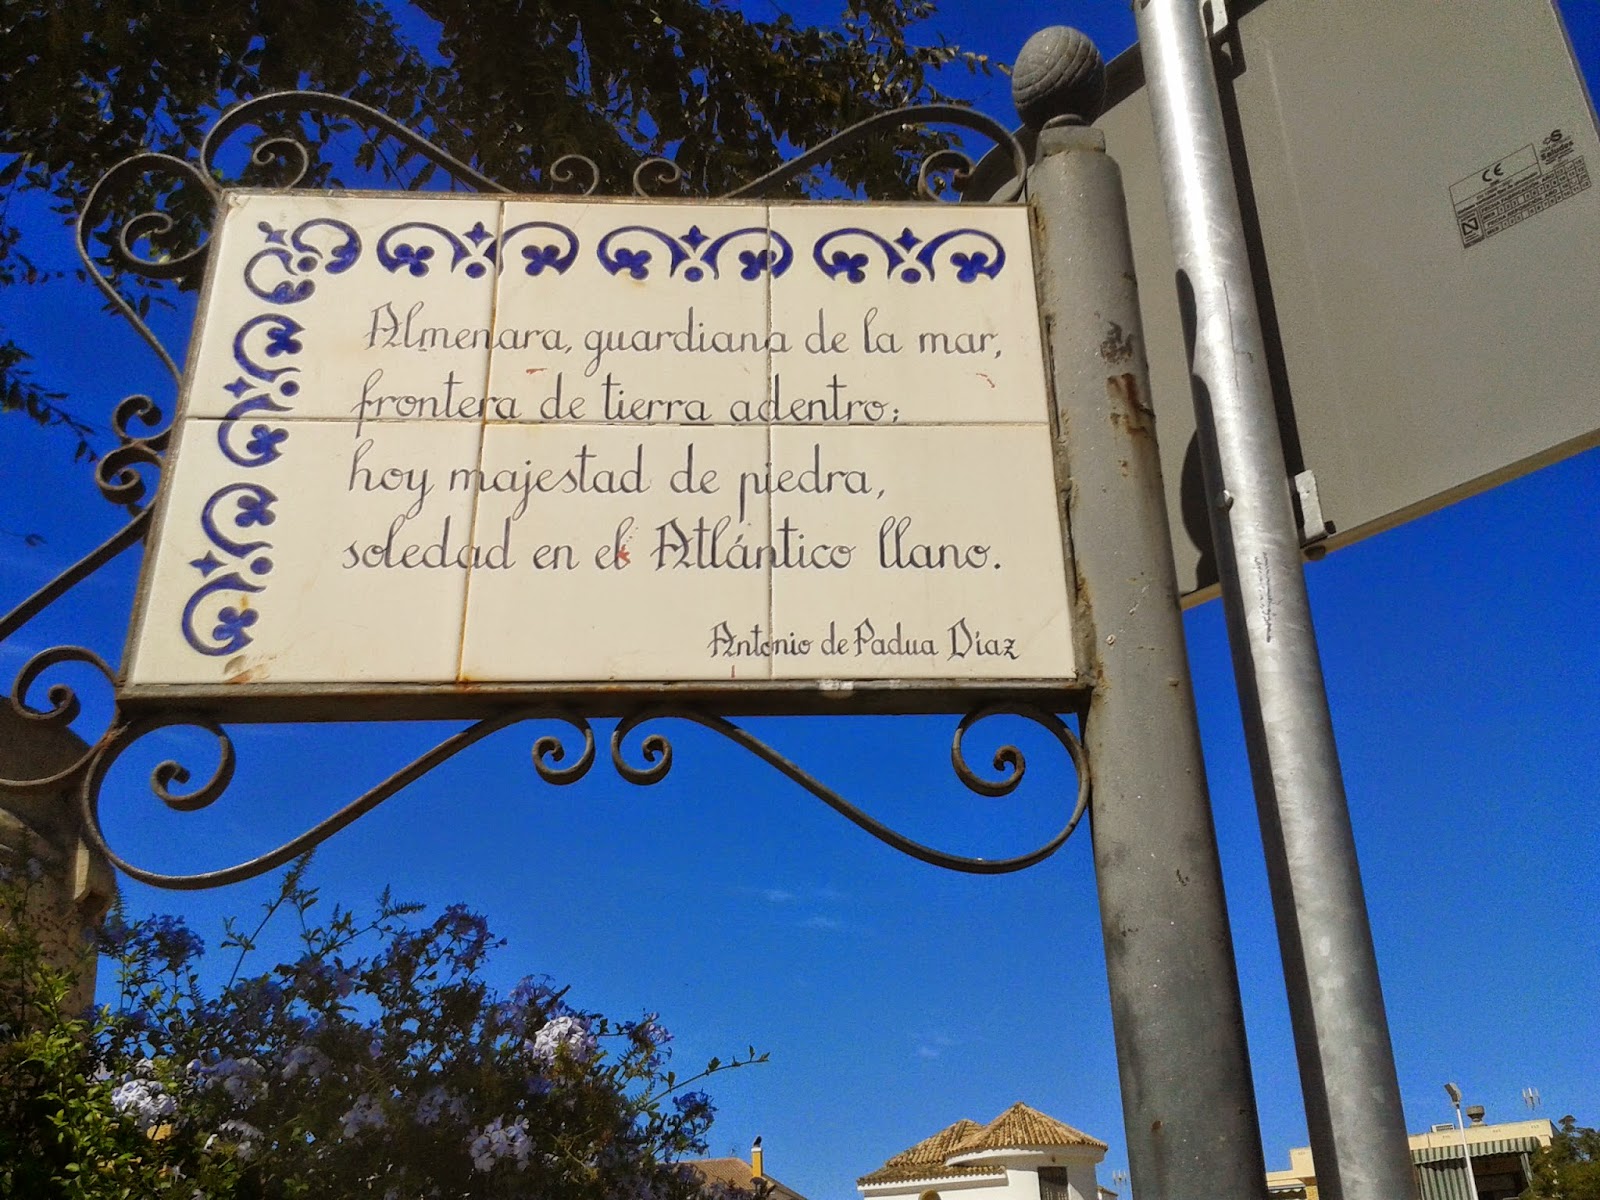 Almenara, guardiana de la mar,
frontera de tierra adentro;
hoy majestad de piedra,
soledad en el Atlántico llano.
Antonio de Padua Díaz
CE
N